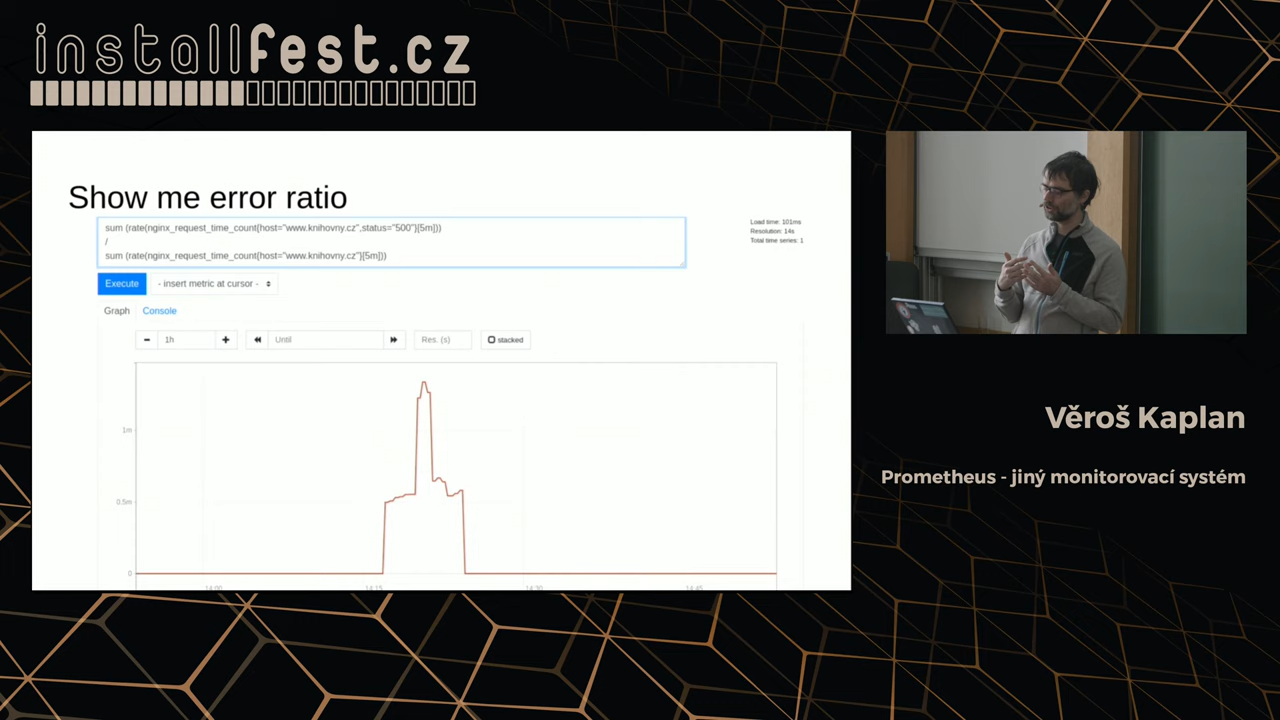 installfest.cz
Show me error ratio
sum (rate(nginx_request_time_count{host="www.knihovny.cz",status="500"}[5m]))
/
sum (rate(nginx_request_time_count{host="www.knihovny.cz"}[5m]))
Load time: 101ms
Resolution: 14s
Total time series: 1
Execute
- insert metric at cursor -
Graph
Console
1h
Until
Res. (s)
stacked
1m
0.5m
0
14:00
14:15
14:30
14:45
Věroš Kaplan
Prometheus - jiný monitorovací systém